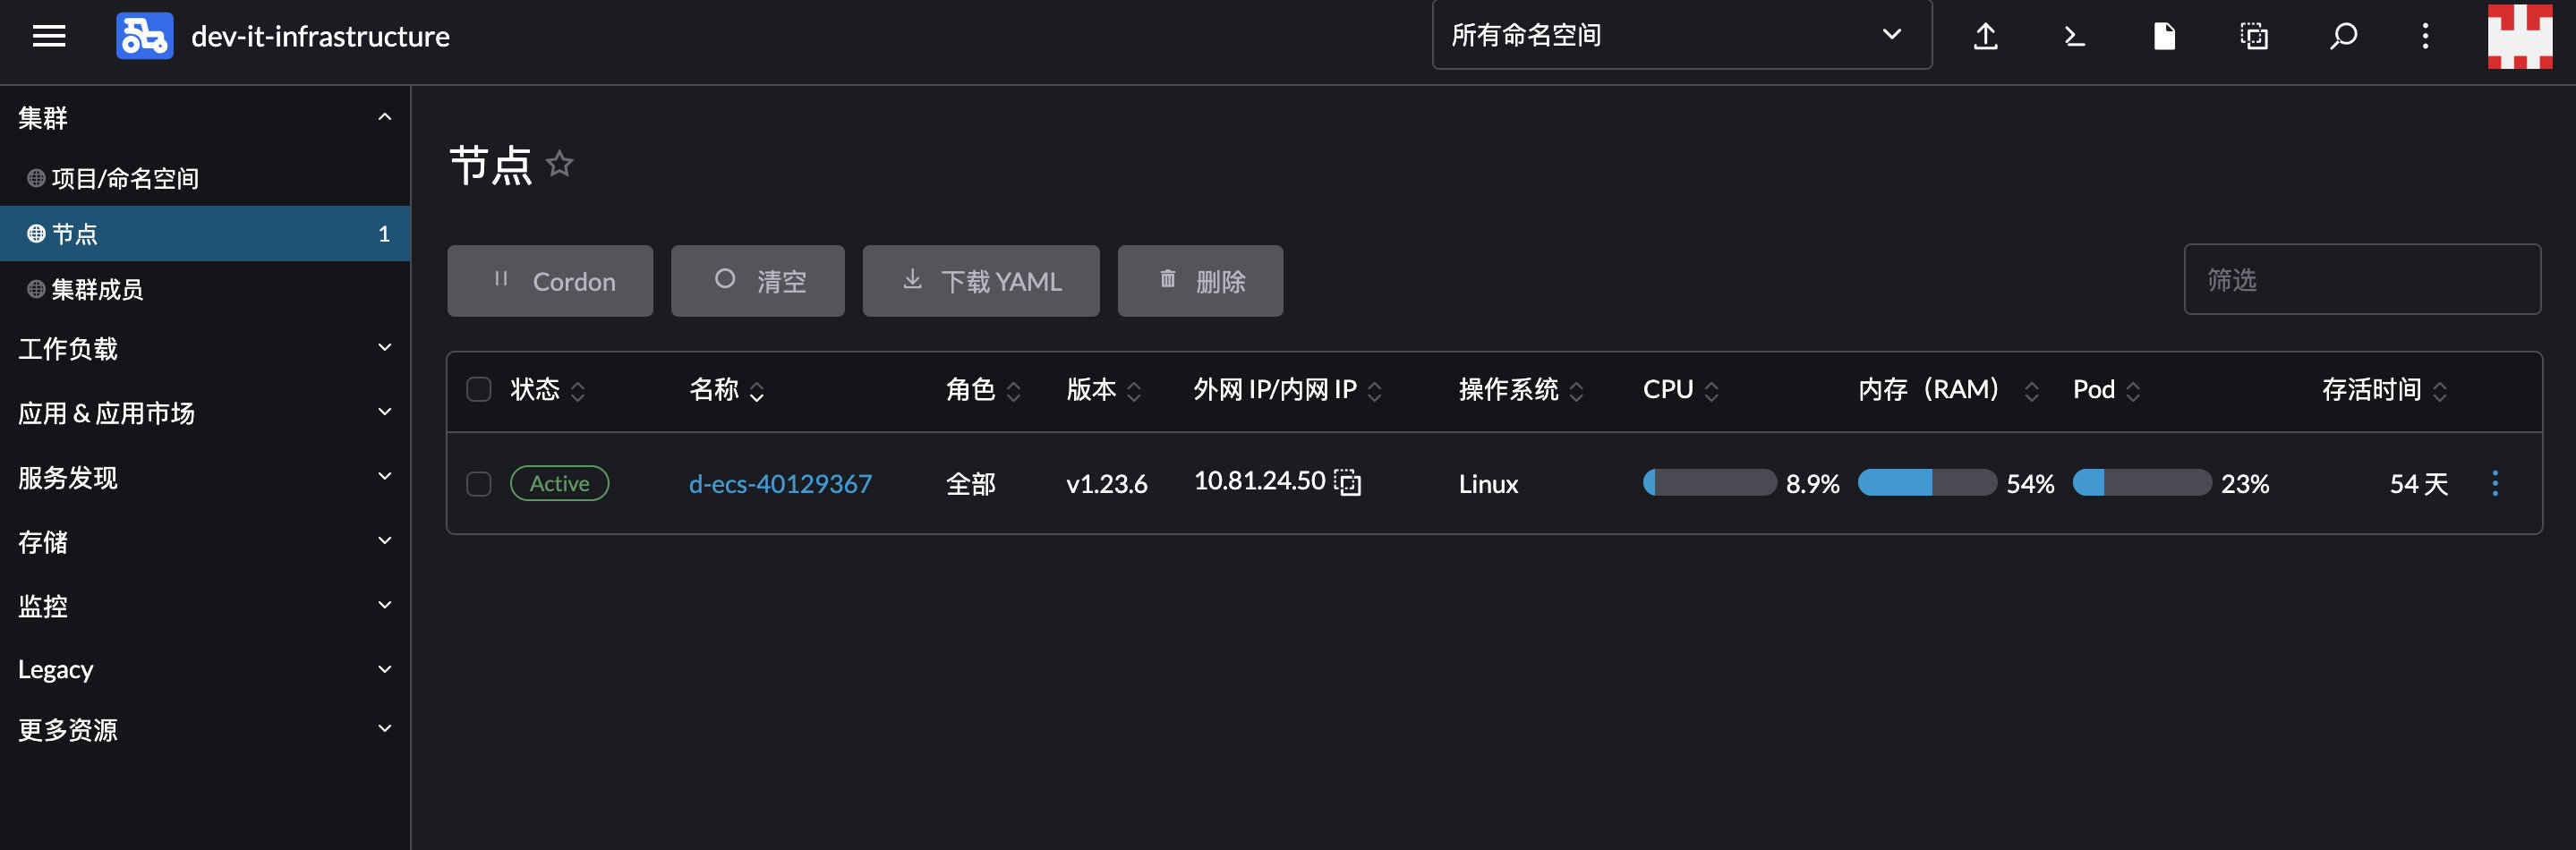 dev-it-infrastructure
所有命名空间
集群
项目/命名空间
节点 1
集群成员
工作负载
应用 & 应用市场
服务发现
存储
监控
Legacy
更多资源
节点
Cordon 清空 下载 YAML 删除 筛选
状态 名称 角色 版本 外网 IP/内网 IP 操作系统 CPU 内存（RAM） Pod 存活时间
Active d-ecs-40129367 全部 v1.23.6 10.81.24.50 Linux 8.9% 54% 23% 54 天